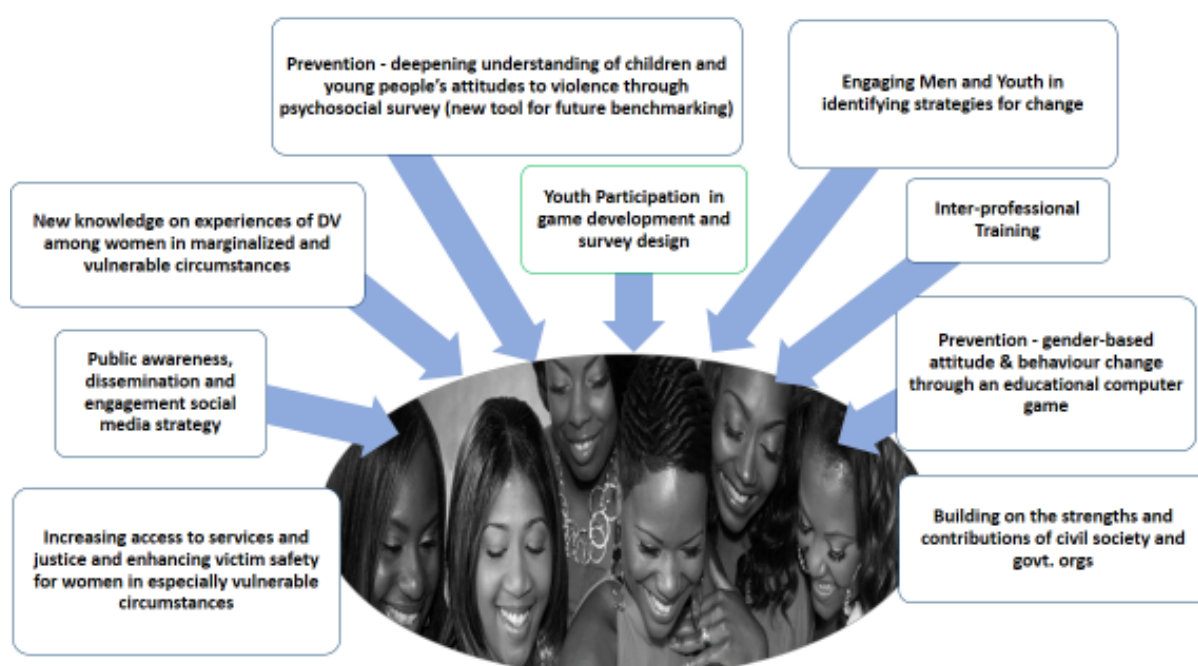 Prevention - deepening understanding of children and
young people's attitudes to violence through
psychosocial survey (new tool for future benchmarking)
Engaging Men and Youth in
identifying strategies for change
Youth Participation in
game development and
survey design
Inter-professional
Training
New knowledge on experiences of DV
among women in marginalized and
vulnerable circumstances
Public awareness,
dissemination and
engagement social
media strategy
Prevention - gender-based
attitude & behaviour change
through an educational computer
game
Increasing access to services and
justice and enhancing victim safety
for women in especially vulnerable
circumstances
Building on the strengths and
contributions of civil society and
govt. orgs